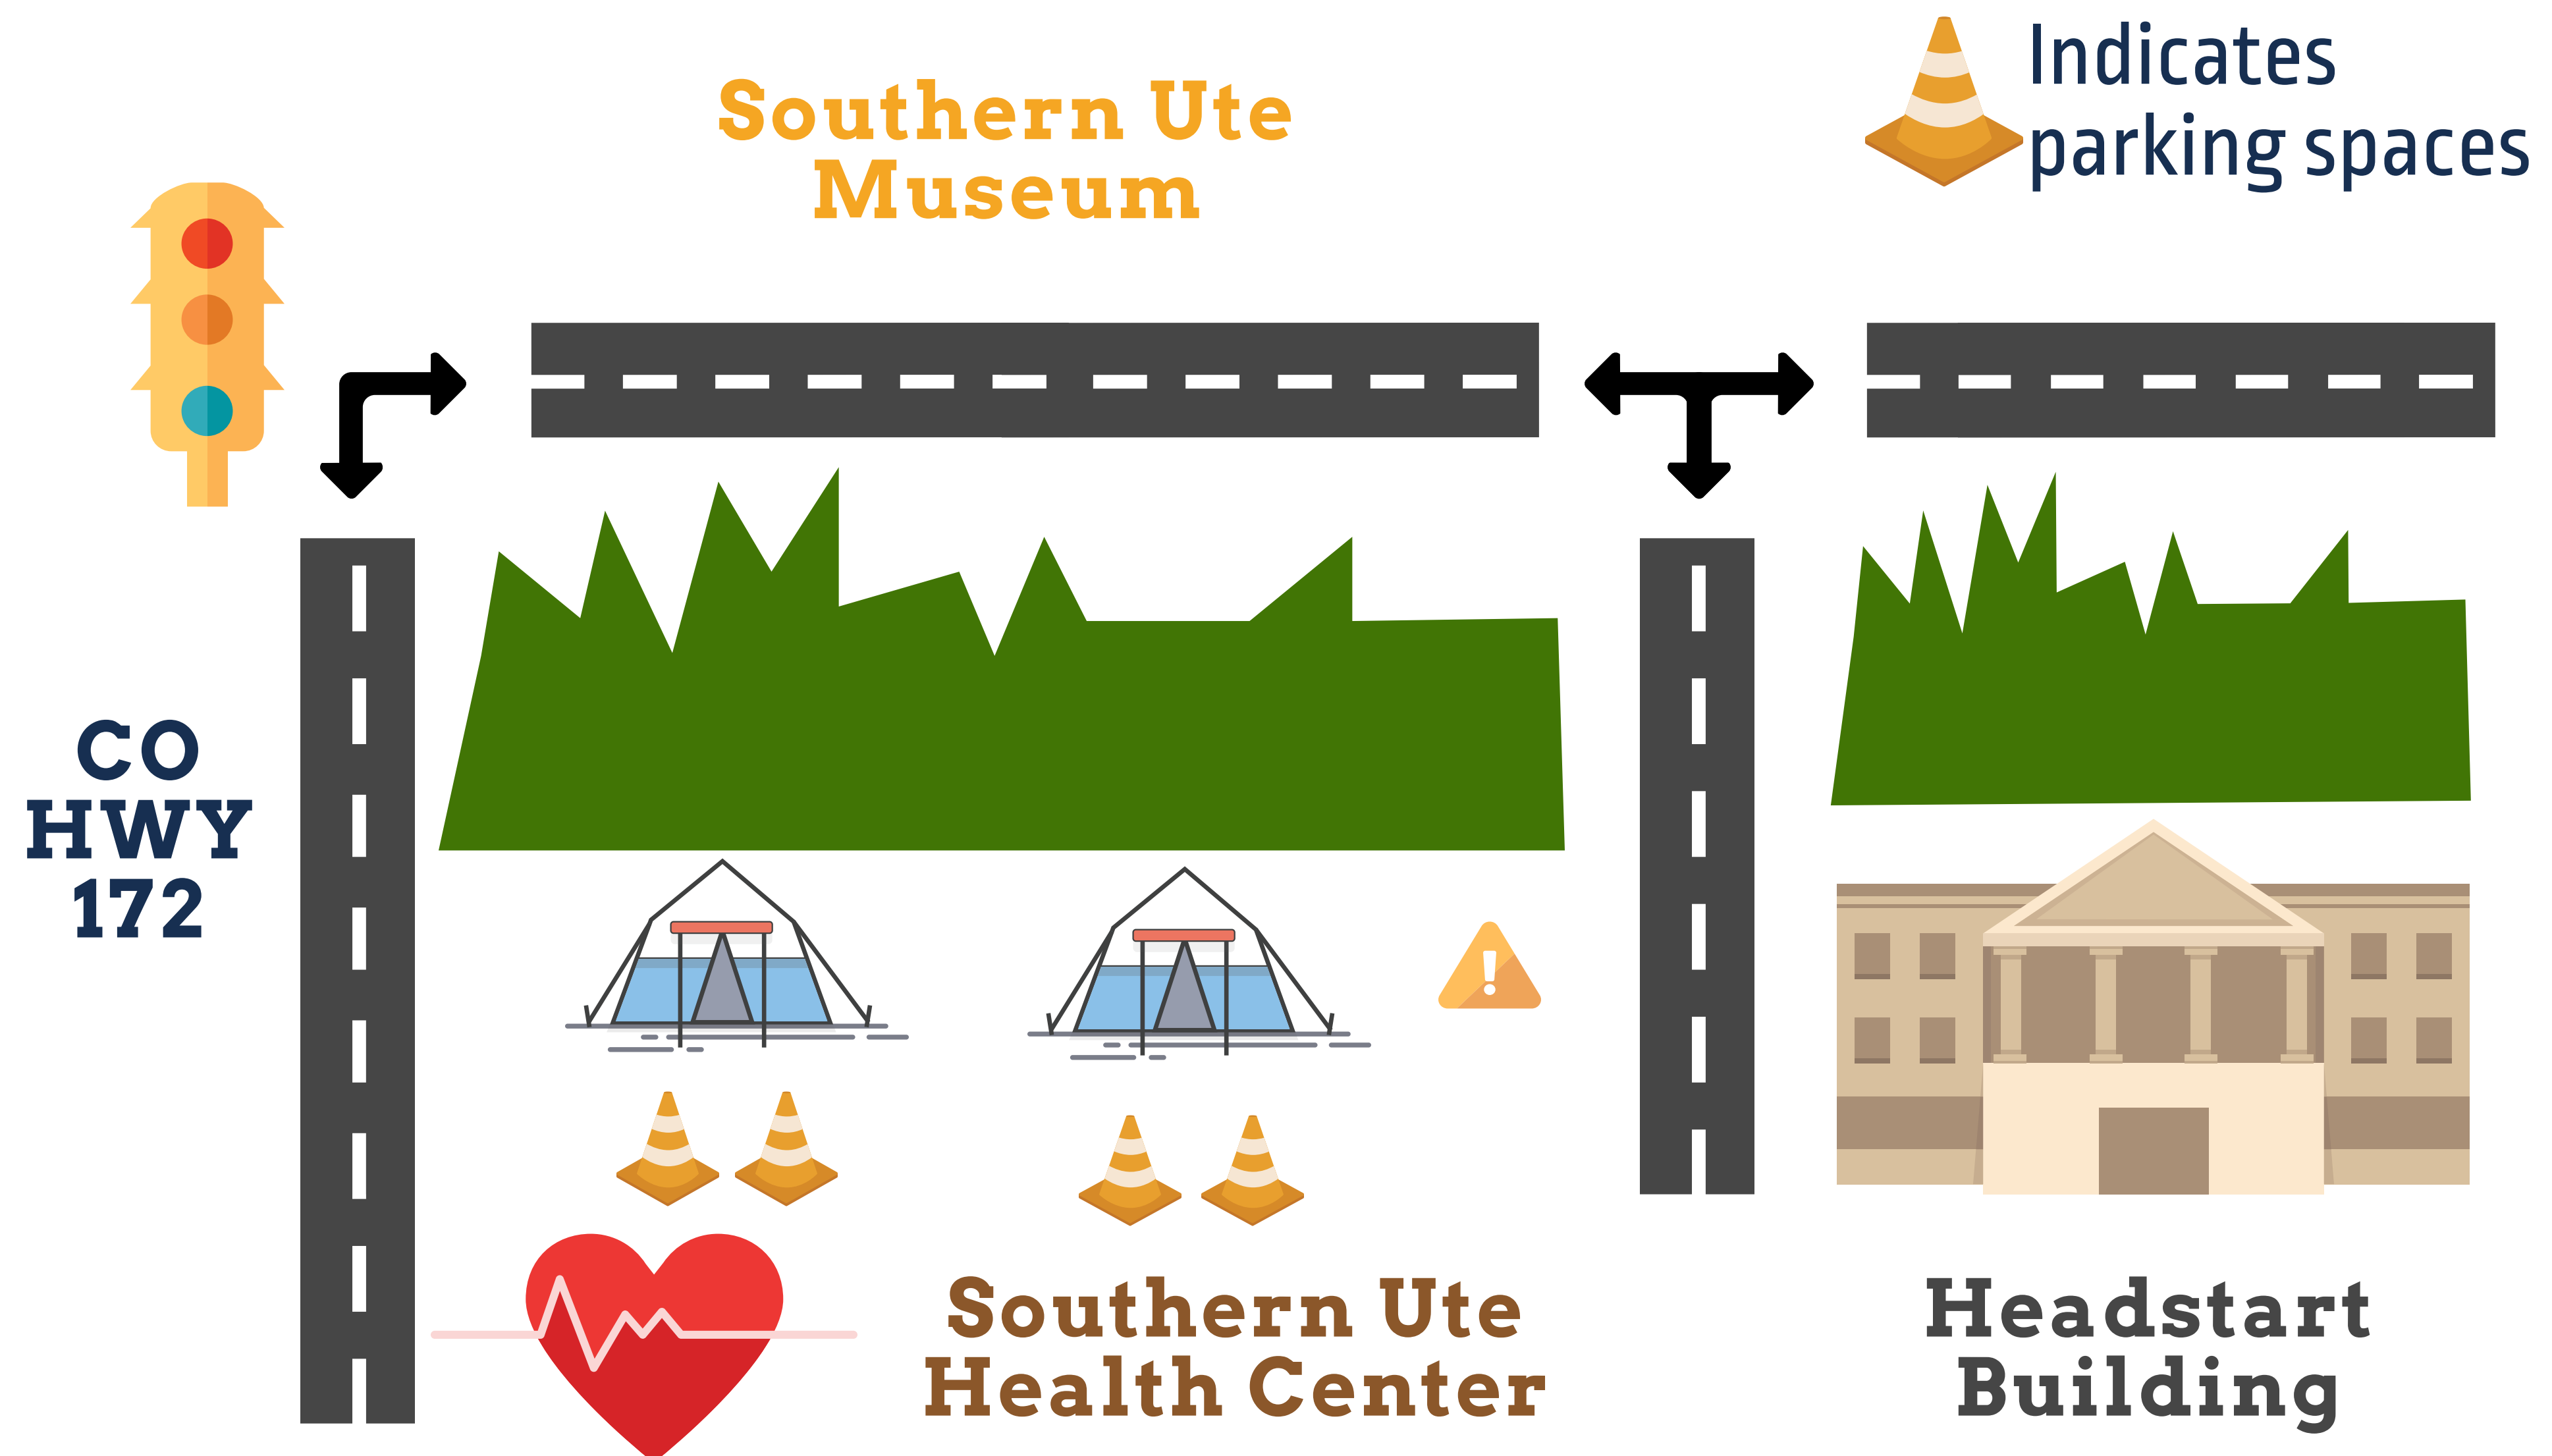 Southern Ute
Museum
Indicates
parking spaces
CO
HWY
172
Southern Ute
Health Center
Headstart
Building